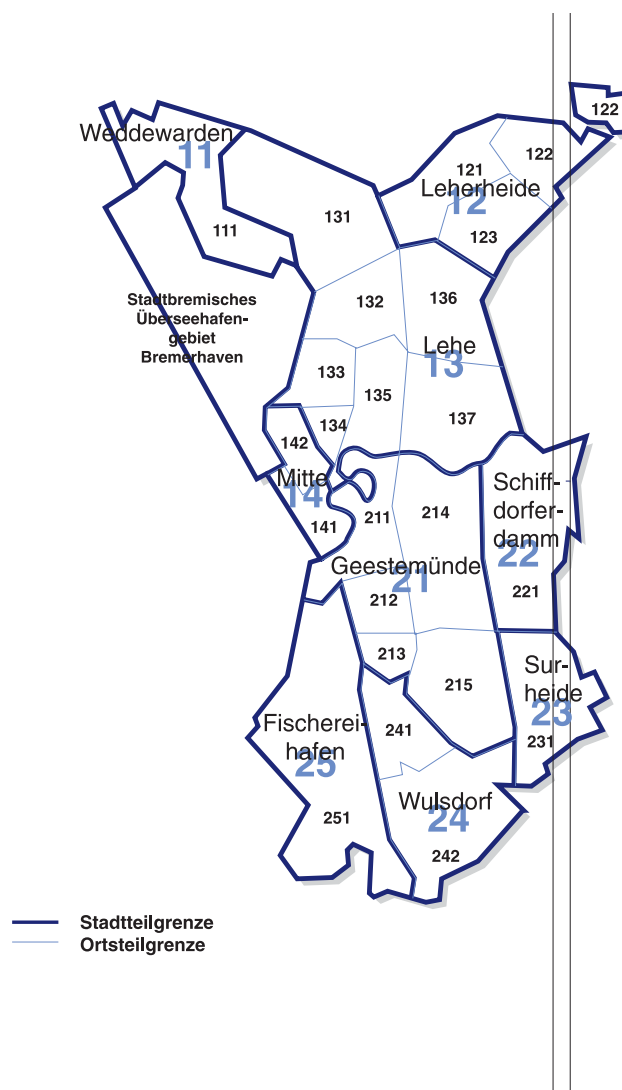 122
Weddewarden
11
122
121
Leherheide
12
131
111
123
Stadtbremisches
Überseehafen-
gebiet
Bremerhaven
132
136
Lehe
13
133
135
134
137
142
Mitte
14
141
211
214
Schiff-
dorfer-
damm
22
221
Geestemünde
21
212
213
215
Sur-
heide
23
231
Fischerei-
hafen
25
251
241
Wulsdorf
24
242
Stadtteilgrenze
Ortsteilgrenze